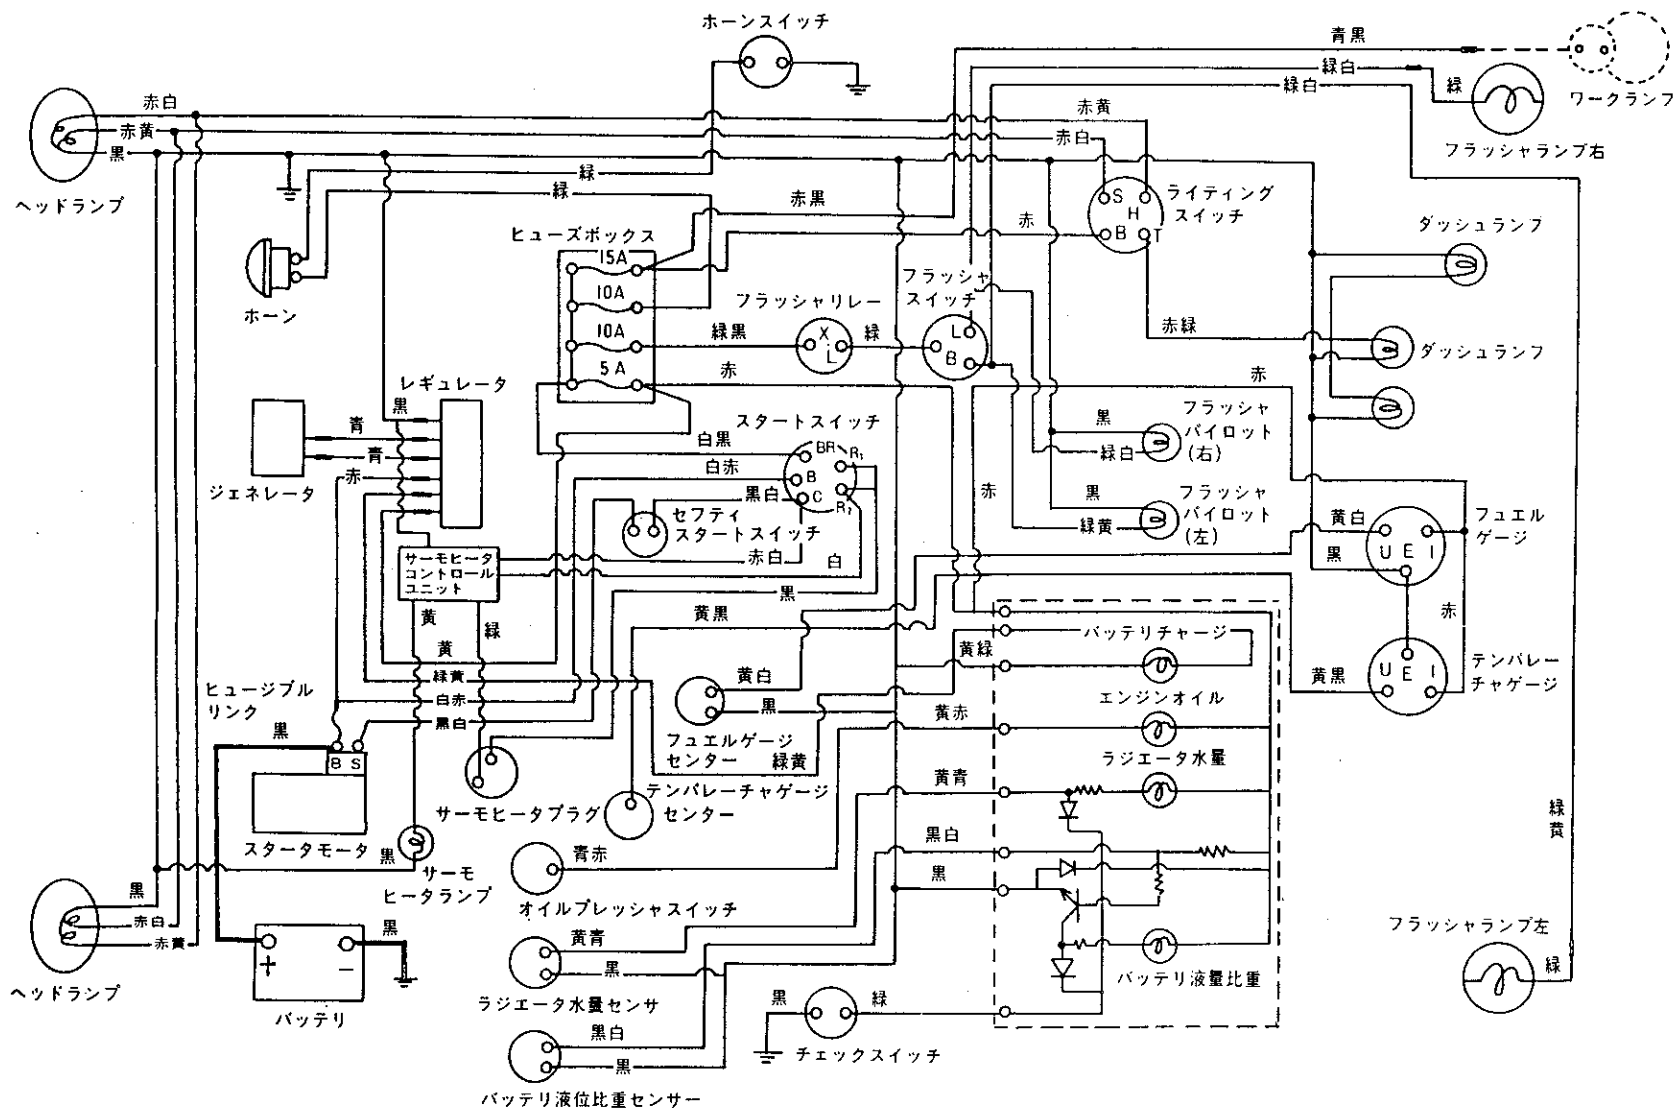 ホーンスイッチ
青黒
緑白
緑白
緑
ワークランプ
フラッシャランプ右
赤白
赤黄
黒
ヘッドランプ
赤黄
赤白
緑
緑
赤黒
赤
S
H
B
T
ライティング
スイッチ
ダッシュランプ
ホーン
ヒューズボックス
15A
10A
10A
5A
フラッシャリレー
X
L
緑黒
緑
フラッシャ
スイッチ
L
B
赤緑
ダッシュランプ
赤
赤
レギュレータ
黒
青
青
赤
ジェネレータ
スタートスイッチ
BR
R₁
B
C
R₂
白黒
白赤
黒白
セフティ
スタートスイッチ
赤白
白
黒
赤
黒
緑白
フラッシャ
パイロット
(右)
黒
緑黄
フラッシャ
パイロット
(左)
黄白
黒
U E I
フュエル
ゲージ
赤
サーモヒータ
コントロール
ユニット
黄
緑
黄
緑黄
白赤
黒白
黄黒
黄白
黒
フュエルゲージ
センター
緑黄
黄緑
バッテリチャージ
黄黒
U E I
テンパレー
チャゲージ
ヒュージブル
リンク
黒
B S
スタータモータ
サーモヒータプラグ
テンパレーチャゲージ
センター
エンジンオイル
黄赤
ラジエータ水量
黄青
黒白
黒
緑黄
黒
サーモ
ヒータランプ
青赤
オイルプレッシャスイッチ
黒
赤白
赤黄
ヘッドランプ
黒
+
−
バッテリ
黄青
黒
ラジエータ水量センサ
バッテリ液量比重
フラッシャランプ左
緑
黒白
黒
バッテリ液位比重センサー
黒
緑
チェックスイッチ